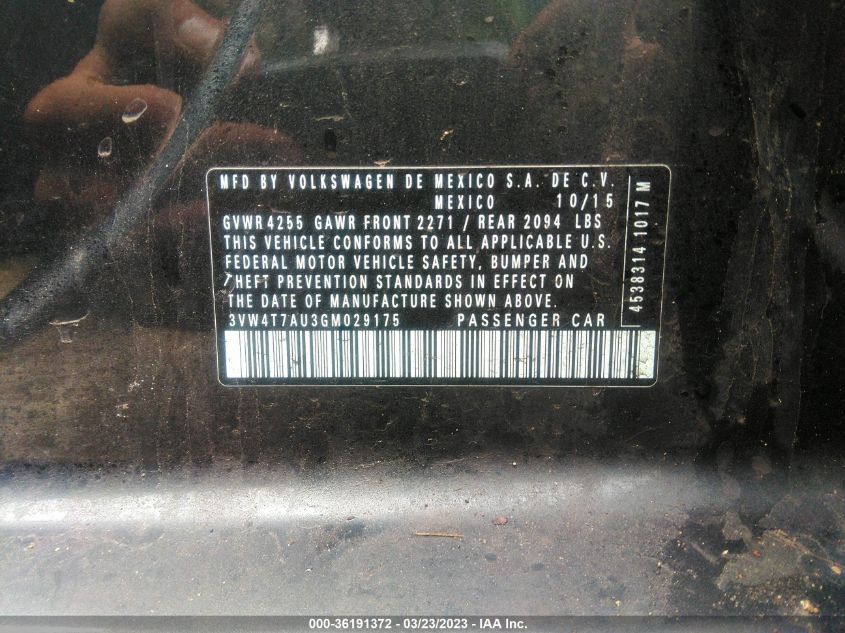 MFD BY VOLKSWAGEN DE MEXICO S.A. DE C.V.
MEXICO 10/15
GVWR 4255 GAWR FRONT 2271 / REAR 2094 LBS
THIS VEHICLE CONFORMS TO ALL APPLICABLE U.S.
FEDERAL MOTOR VEHICLE SAFETY, BUMPER AND
THEFT PREVENTION STANDARDS IN EFFECT ON
THE DATE OF MANUFACTURE SHOWN ABOVE.
3VW4T7AU3GM029175 PASSENGER CAR
4538314 1017 M
000-36191372 - 03/23/2023 - IAA Inc.